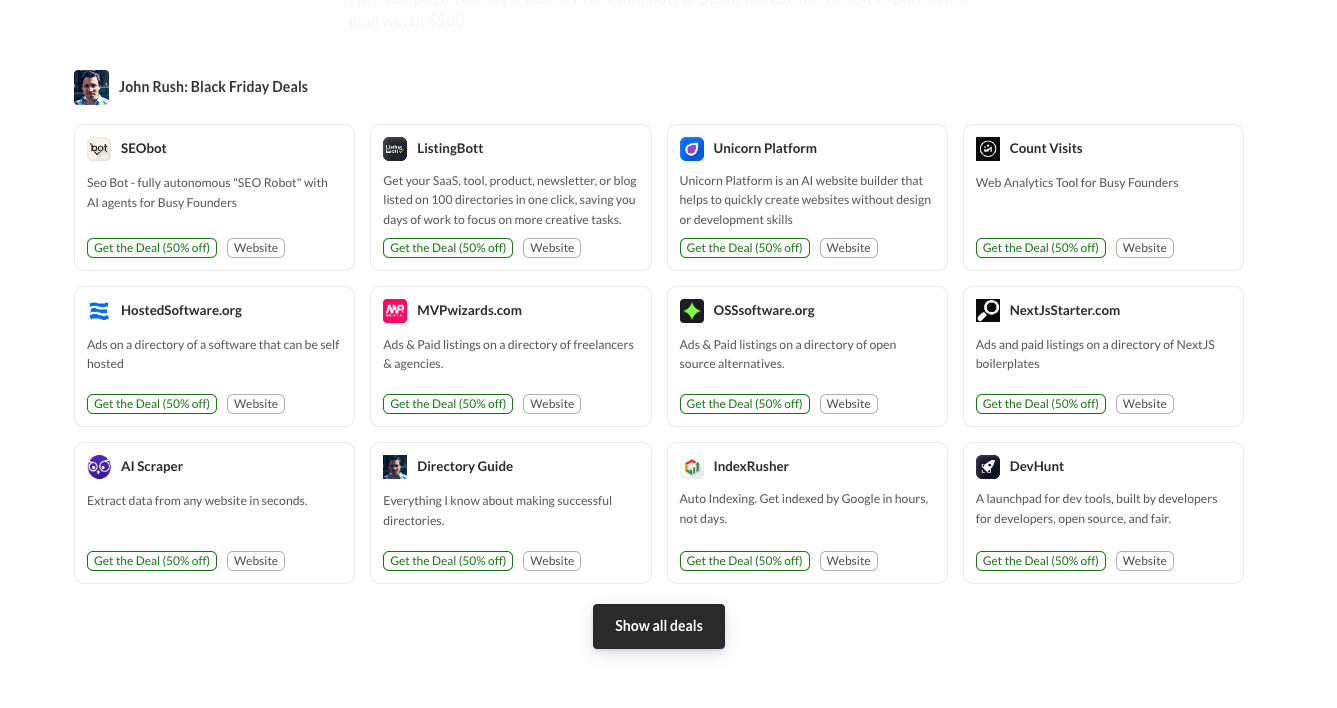 plan worth $500.
John Rush: Black Friday Deals
SEObot
Seo Bot - fully autonomous "SEO Robot" with
AI agents for Busy Founders
Get the Deal (50% off) Website
ListingBott
Get your SaaS, tool, product, newsletter, or blog
listed on 100 directories in one click, saving you
days of work to focus on more creative tasks.
Get the Deal (50% off) Website
Unicorn Platform
Unicorn Platform is an AI website builder that
helps to quickly create websites without design
or development skills
Get the Deal (50% off) Website
Count Visits
Web Analytics Tool for Busy Founders
Get the Deal (50% off) Website
HostedSoftware.org
Ads on a directory of a software that can be self
hosted
Get the Deal (50% off) Website
MVPwizards.com
Ads & Paid listings on a directory of freelancers
& agencies.
Get the Deal (50% off) Website
OSSsoftware.org
Ads & Paid listings on a directory of open
source alternatives.
Get the Deal (50% off) Website
NextJsStarter.com
Ads and paid listings on a directory of NextJS
boilerplates
Get the Deal (50% off) Website
AI Scraper
Extract data from any website in seconds.
Get the Deal (50% off) Website
Directory Guide
Everything I know about making successful
directories.
Get the Deal (50% off) Website
IndexRusher
Auto Indexing. Get indexed by Google in hours,
not days.
Get the Deal (50% off) Website
DevHunt
A launchpad for dev tools, built by developers
for developers, open source, and fair.
Get the Deal (50% off) Website
Show all deals